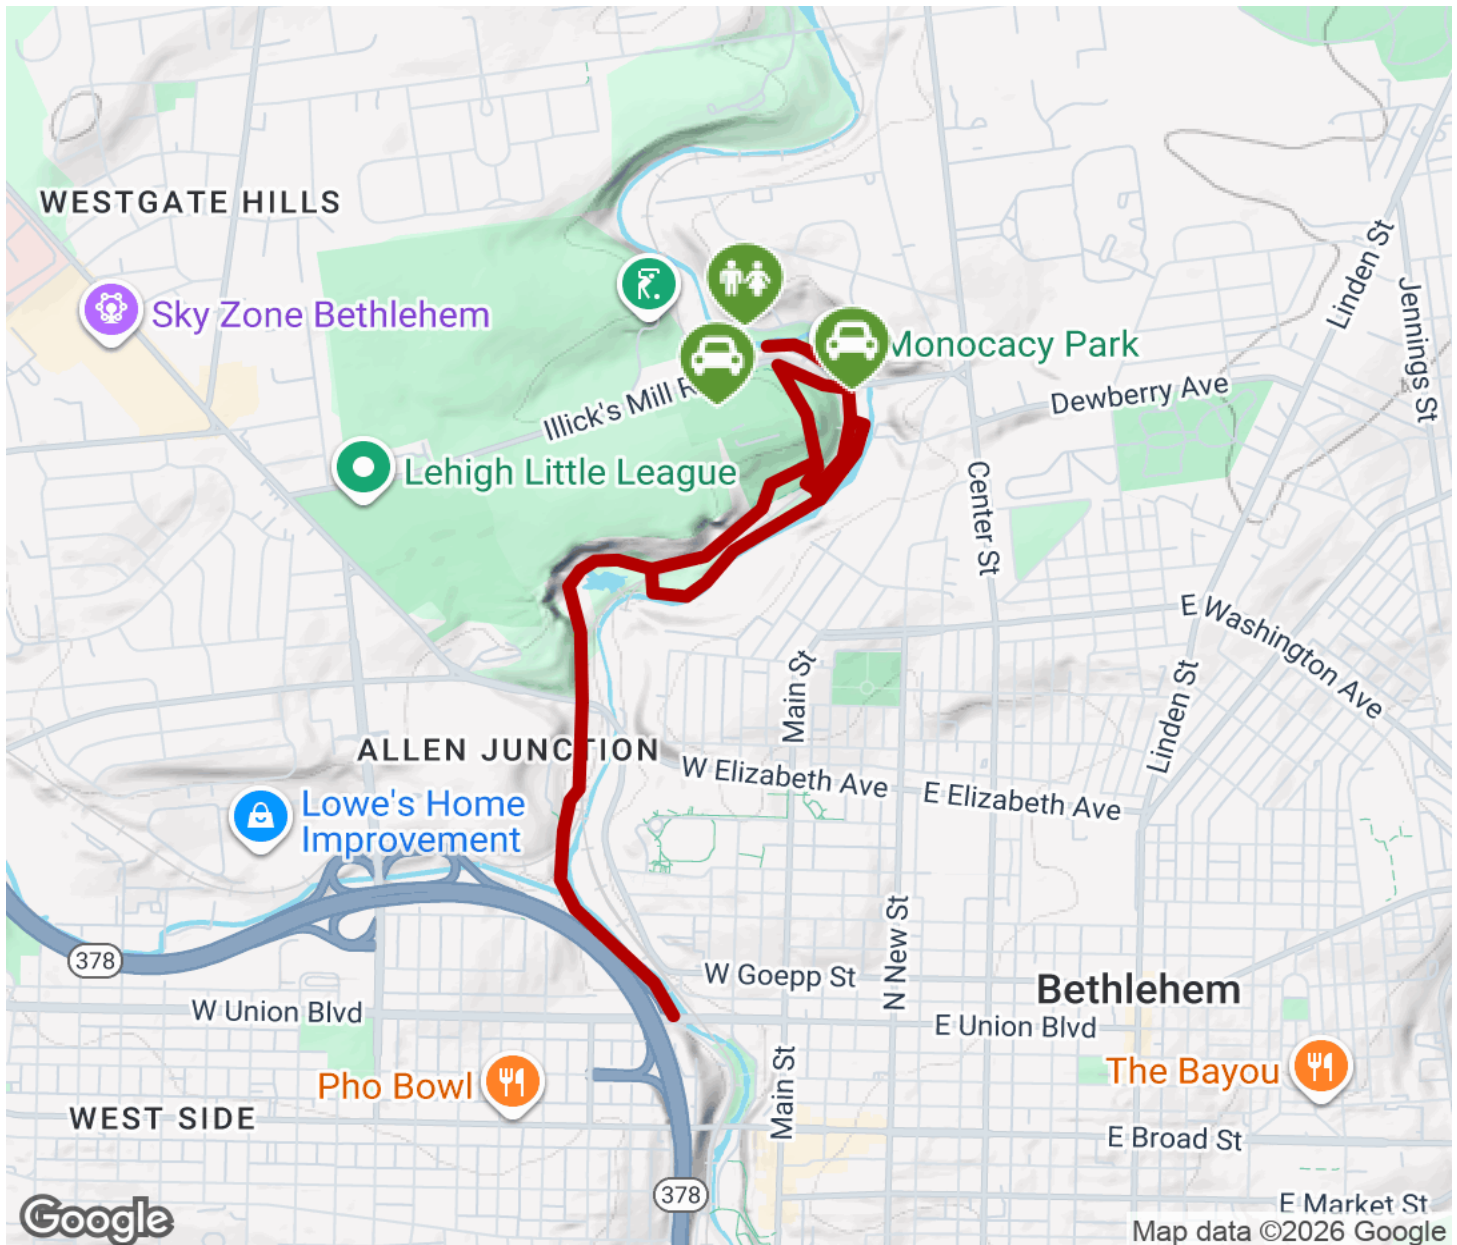 WESTGATE HILLS
Sky Zone Bethlehem
Linden St
Jennings St
Monocacy Park
Illick's Mill R
Dewberry Ave
Lehigh Little League
Center St
E Washington Ave
Main St
Linden St
ALLEN JUNCTION
W Elizabeth Ave
E Elizabeth Ave
Lowe's Home
Improvement
378
N New St
W Goepp St
Bethlehem
W Union Blvd
E Union Blvd
Pho Bowl
Main St
The Bayou
WEST SIDE
E Broad St
378
E Market St
Google
Map data ©2026 Google